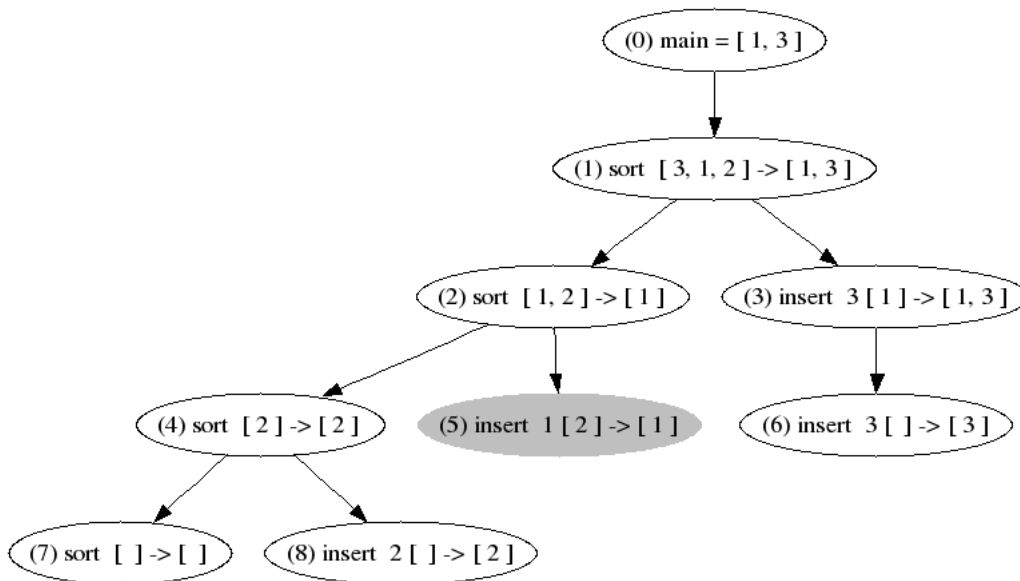 (0) main = [ 1, 3 ]
(1) sort [ 3, 1, 2 ] -> [ 1, 3 ]
(2) sort [ 1, 2 ] -> [ 1 ]
(3) insert 3 [ 1 ] -> [ 1, 3 ]
(4) sort [ 2 ] -> [ 2 ]
(5) insert 1 [ 2 ] -> [ 1 ]
(6) insert 3 [ ] -> [ 3 ]
(7) sort [ ] -> [ ]
(8) insert 2 [ ] -> [ 2 ]